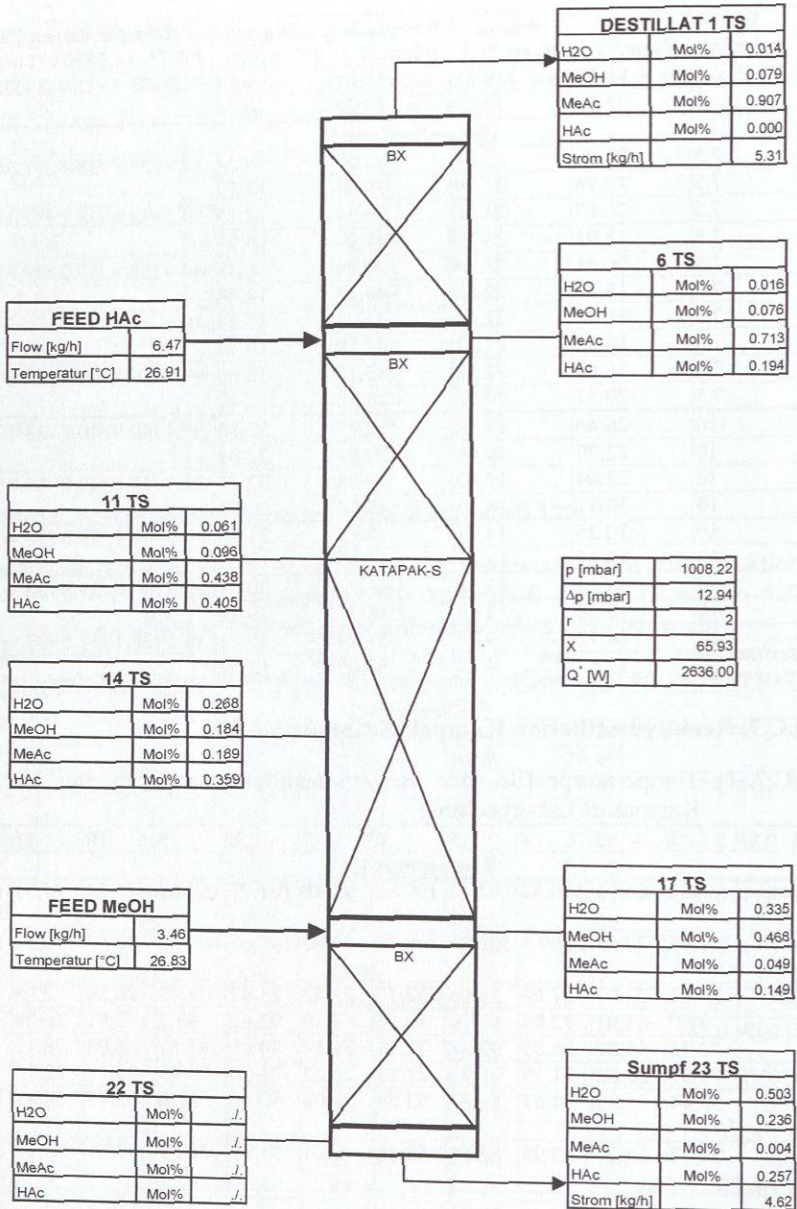 DESTILLAT 1 TS
H2O Mol% 0.014
MeOH Mol% 0.079
MeAc Mol% 0.907
HAc Mol% 0.000
Strom [kg/h] 5.31
BX
6 TS
H2O Mol% 0.016
MeOH Mol% 0.076
MeAc Mol% 0.713
HAc Mol% 0.194
FEED HAc
Flow [kg/h] 6.47
Temperatur [°C] 26.91
BX
11 TS
H2O Mol% 0.061
MeOH Mol% 0.096
MeAc Mol% 0.438
HAc Mol% 0.405
KATAPAK-S
p [mbar] 1008.22
Δp [mbar] 12.94
r 2
X 65.93
Q* [W] 2636.00
14 TS
H2O Mol% 0.268
MeOH Mol% 0.184
MeAc Mol% 0.189
HAc Mol% 0.359
17 TS
H2O Mol% 0.335
MeOH Mol% 0.468
MeAc Mol% 0.049
HAc Mol% 0.149
FEED MeOH
Flow [kg/h] 3.46
Temperatur [°C] 26.83
BX
22 TS
H2O Mol% ./.
MeOH Mol% ./.
MeAc Mol% ./.
HAc Mol% ./.
Sumpf 23 TS
H2O Mol% 0.503
MeOH Mol% 0.236
MeAc Mol% 0.004
HAc Mol% 0.257
Strom [kg/h] 4.62